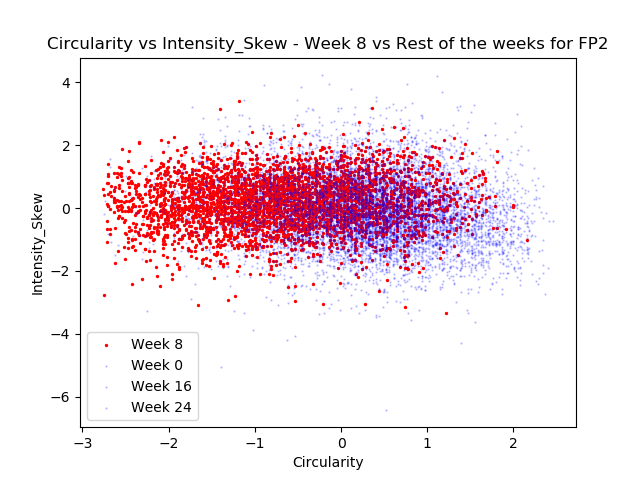 Circularity vs Intensity_Skew - Week 8 vs Rest of the weeks for FP2
4
2
0
−2
−4
−6
Intensity_Skew
Week 8
Week 0
Week 16
Week 24
−3
−2
−1
0
1
2
Circularity